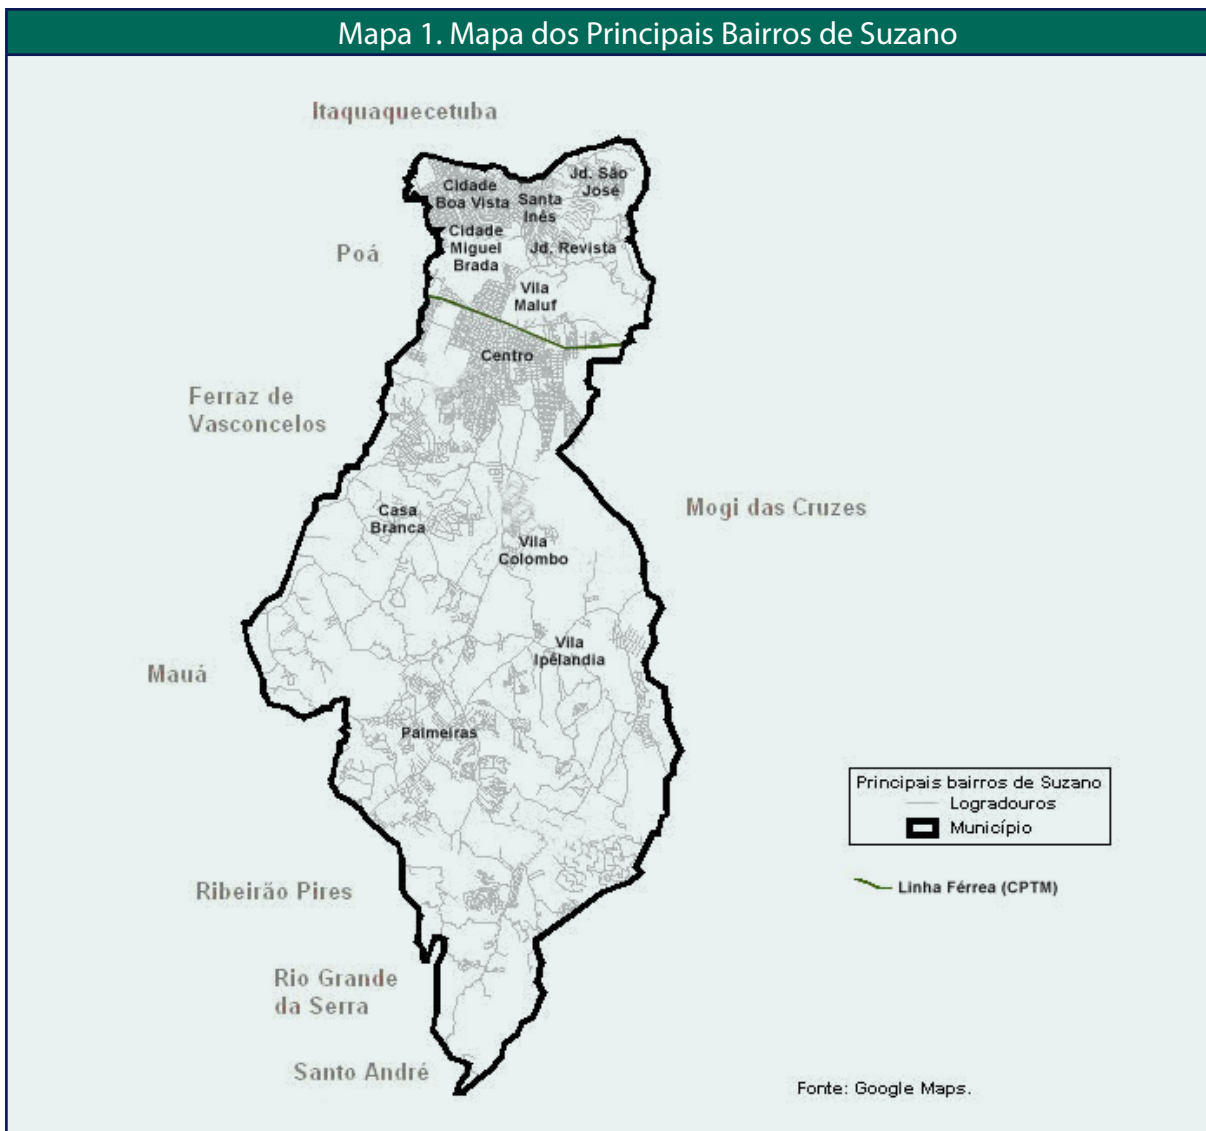 Mapa 1. Mapa dos Principais Bairros de Suzano
Itaquaquecetuba
Jd. São
José
Cidade
Boa Vista
Santa
Inés
Cidade
Miguel
Brada
Jd. Revista
Poá
Vila
Maluf
Centro
Ferraz de
Vasconcelos
Casa
Branca
Mogi das Cruzes
Vila
Colombo
Vila
Ipêlandia
Mauá
Palmeiras
Principais bairros de Suzano
Logradouros
Município
Linha Férrea (CPTM)
Ribeirão Pires
Rio Grande
da Serra
Santo André
Fonte: Google Maps.